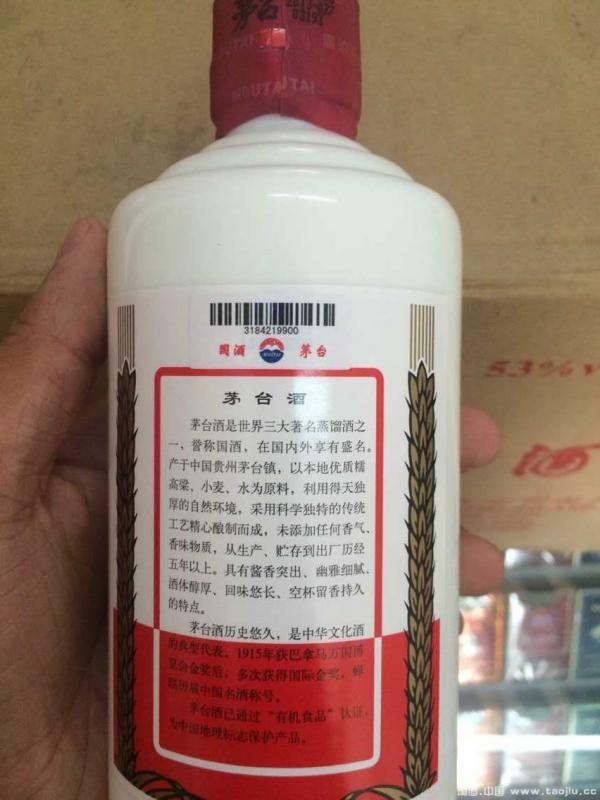 茅台
03191
MOUTAI
3184219900
国酒
茅台
茅台酒
茅台酒是世界三大著名蒸馏酒之
一，誉称国酒，在国内外享有盛名。
产于中国贵州茅台镇，以本地优质糯
高粱、小麦、水为原料，利用得天独
厚的自然环境，采用科学独特的传统
工艺精心酿制而成，未添加任何香气、
香味物质，从生产、贮存到出厂历经
五年以上。具有酱香突出、幽雅细腻、
酒体醇厚、回味悠长、空杯留香持久
的特点。
茅台酒历史悠久，是中华文化酒
的典型代表。1915年获巴拿马万国博
览会金奖后，多次获得国际金奖，蝉
联历届中国名酒称号。
茅台酒已通过“有机食品”认证，
为中国地理标志保护产品。
53%
酒
www.taojiu.cc